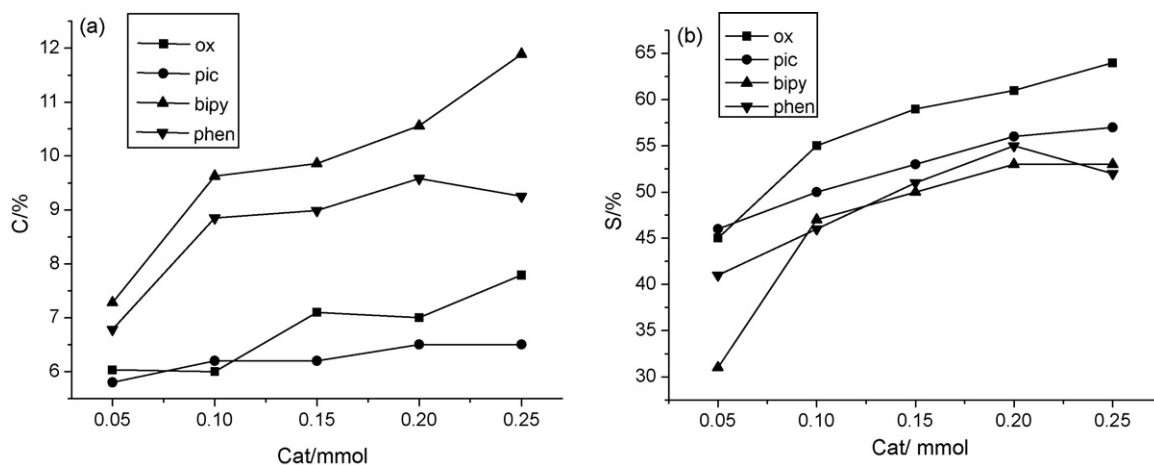 (a)
ox
pic
bipy
phen
12
11
10
9
8
7
6
C/%
0.05 0.10 0.15 0.20 0.25
Cat/mmol
(b)
ox
pic
bipy
phen
65
60
55
50
45
40
35
30
S/%
0.05 0.10 0.15 0.20 0.25
Cat/ mmol